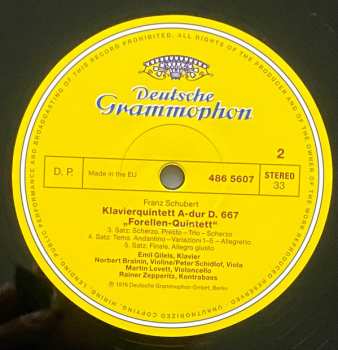 Deutsche
Grammophon
2
D. P.
Made in the EU
486 5607
STEREO
33
Franz Schubert
Klavierquintett A-dur D. 667
„Forellen-Quintett“
3. Satz: Scherzo. Presto – Trio – Scherzo
4. Satz: Tema. Andantino – Variazioni 1–5 – Allegretto
5. Satz: Finale. Allegro giusto
Emil Gilels, Klavier
Norbert Brainin, Violine/Peter Schidlof, Viola
Martin Lovett, Violoncello
Rainer Zepperitz, Kontrabass
Ⓟ 1976 Deutsche Grammophon GmbH, Berlin
ALL RIGHTS OF THE PRODUCER AND OF THE OWNER OF THE WORK REPRODUCED RESERVED. UNAUTHORIZED COPYING, HIRING, LENDING, PUBLIC PERFORMANCE AND BROADCASTING OF THIS RECORD PROHIBITED.